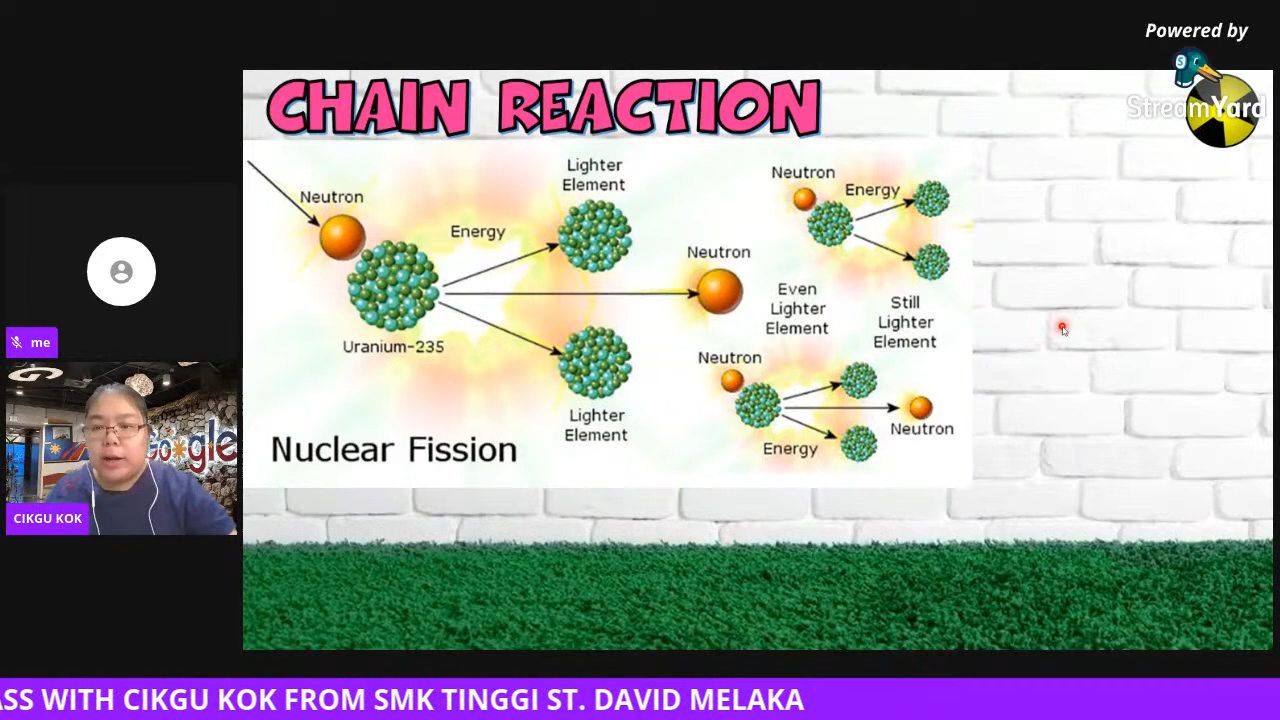 Powered by
StreamYard
CHAIN REACTION
Neutron
Energy
Lighter
Element
Uranium-235
Lighter
Element
Nuclear Fission
Neutron
Neutron
Energy
Even
Lighter
Element
Still
Lighter
Element
Neutron
Neutron
Energy
me
Google
CIKGU KOK
ASS WITH CIKGU KOK FROM SMK TINGGI ST. DAVID MELAKA